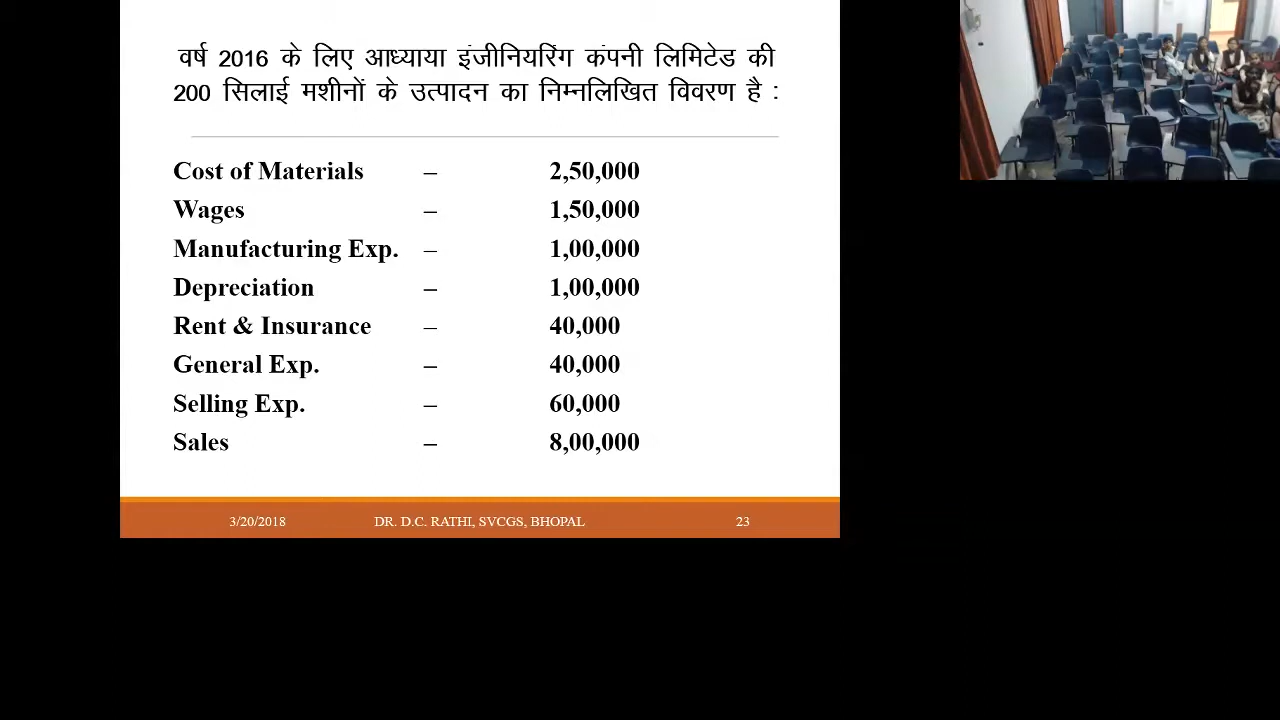 वर्ष 2016 के लिए आध्याया इंजीनियरिंग कंपनी लिमिटेड की
200 सिलाई मशीनों के उत्पादन का निम्नलिखित विवरण है :
Cost of Materials – 2,50,000
Wages – 1,50,000
Manufacturing Exp. – 1,00,000
Depreciation – 1,00,000
Rent & Insurance – 40,000
General Exp. – 40,000
Selling Exp. – 60,000
Sales – 8,00,000
3/20/2018 DR. D.C. RATHI, SVCGS, BHOPAL 23